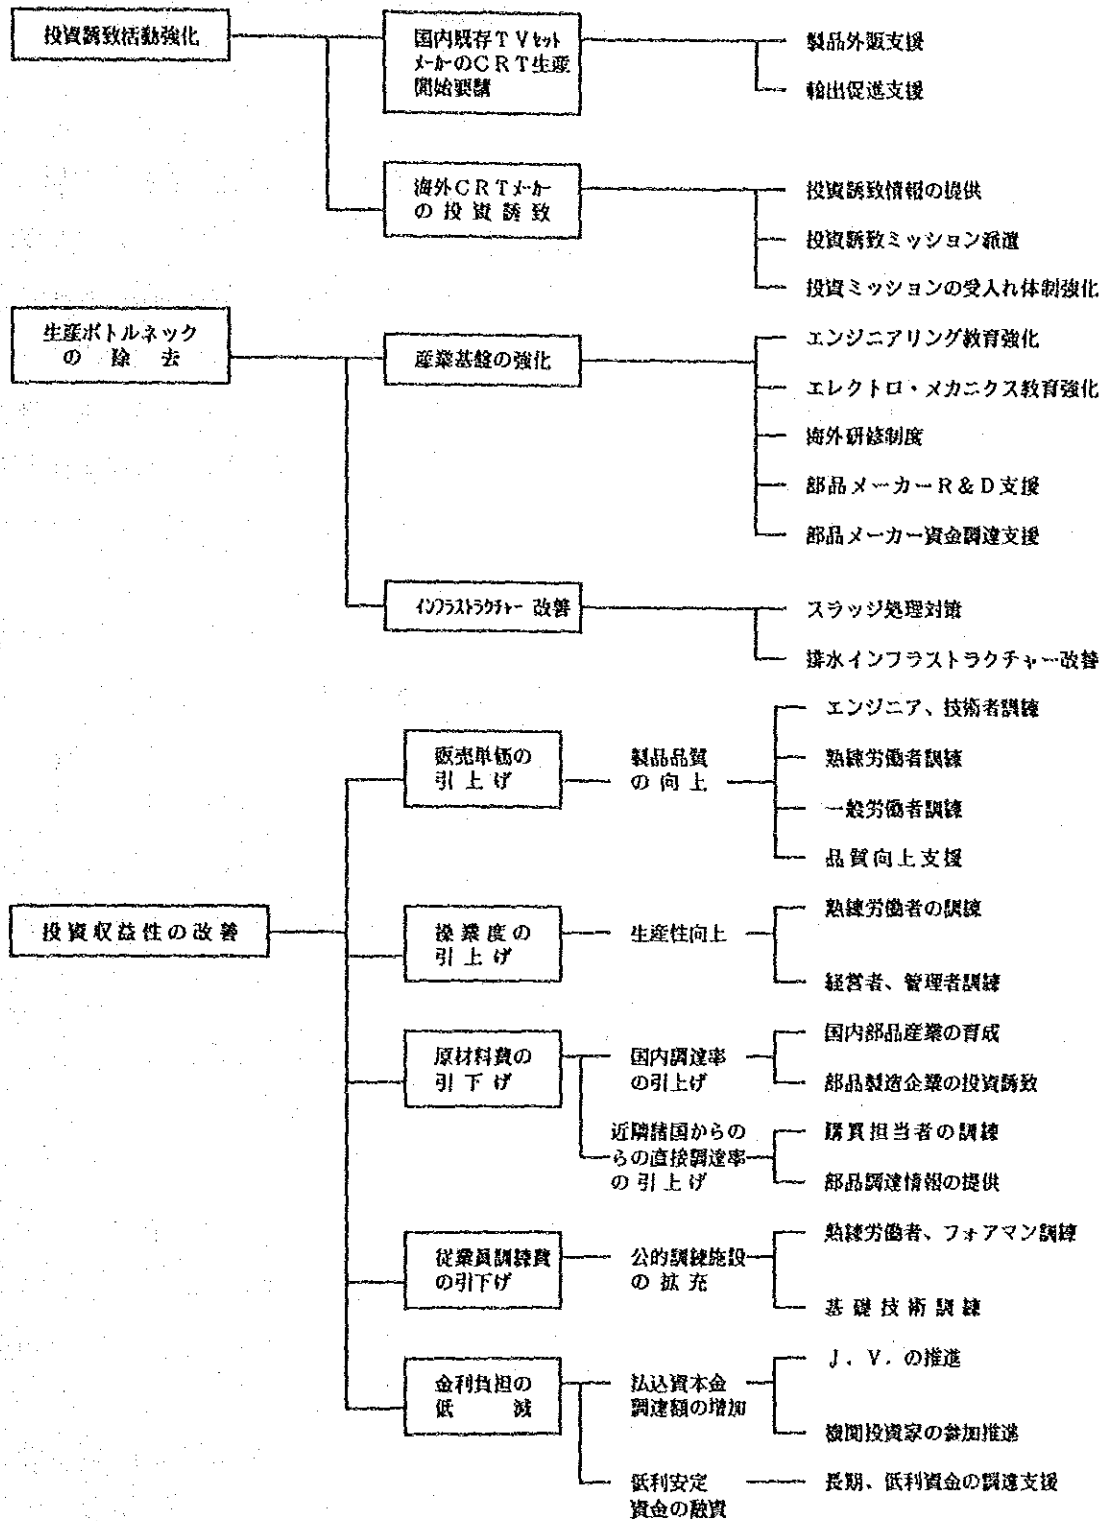 投資誘致活動強化
国内既存TVセット
メーカーのCRT生産
開始要請
製品外販支援
輸出促進支援
海外CRTメーカー
の投資誘致
投資誘致情報の提供
投資誘致ミッション派遣
投資ミッションの受入れ体制強化
生産ボトルネック
の除去
産業基盤の強化
エンジニアリング教育強化
エレクトロ・メカニクス教育強化
海外研修制度
部品メーカーR&D支援
部品メーカー資金調達支援
インフラストラクチャー改善
スラッジ処理対策
排水インフラストラクチャー改善
投資収益性の改善
販売単価の
引上げ
製品品質
の向上
エンジニア、技術者訓練
熟練労働者訓練
一般労働者訓練
品質向上支援
操業度の
引上げ
生産性向上
熟練労働者の訓練
経営者、管理者訓練
原材料費の
引下げ
国内調達率
の引上げ
国内部品産業の育成
部品製造企業の投資誘致
近隣諸国からの
らの直接調達率
の引上げ
購買担当者の訓練
部品調達情報の提供
従業員訓練費
の引下げ
公的訓練施設
の拡充
熟練労働者、フォアマン訓練
基礎技術訓練
金利負担の
低減
払込資本金
調達額の増加
J.V.の推進
機関投資家の参加推進
低利安定
資金の融資
長期、低利資金の調達支援